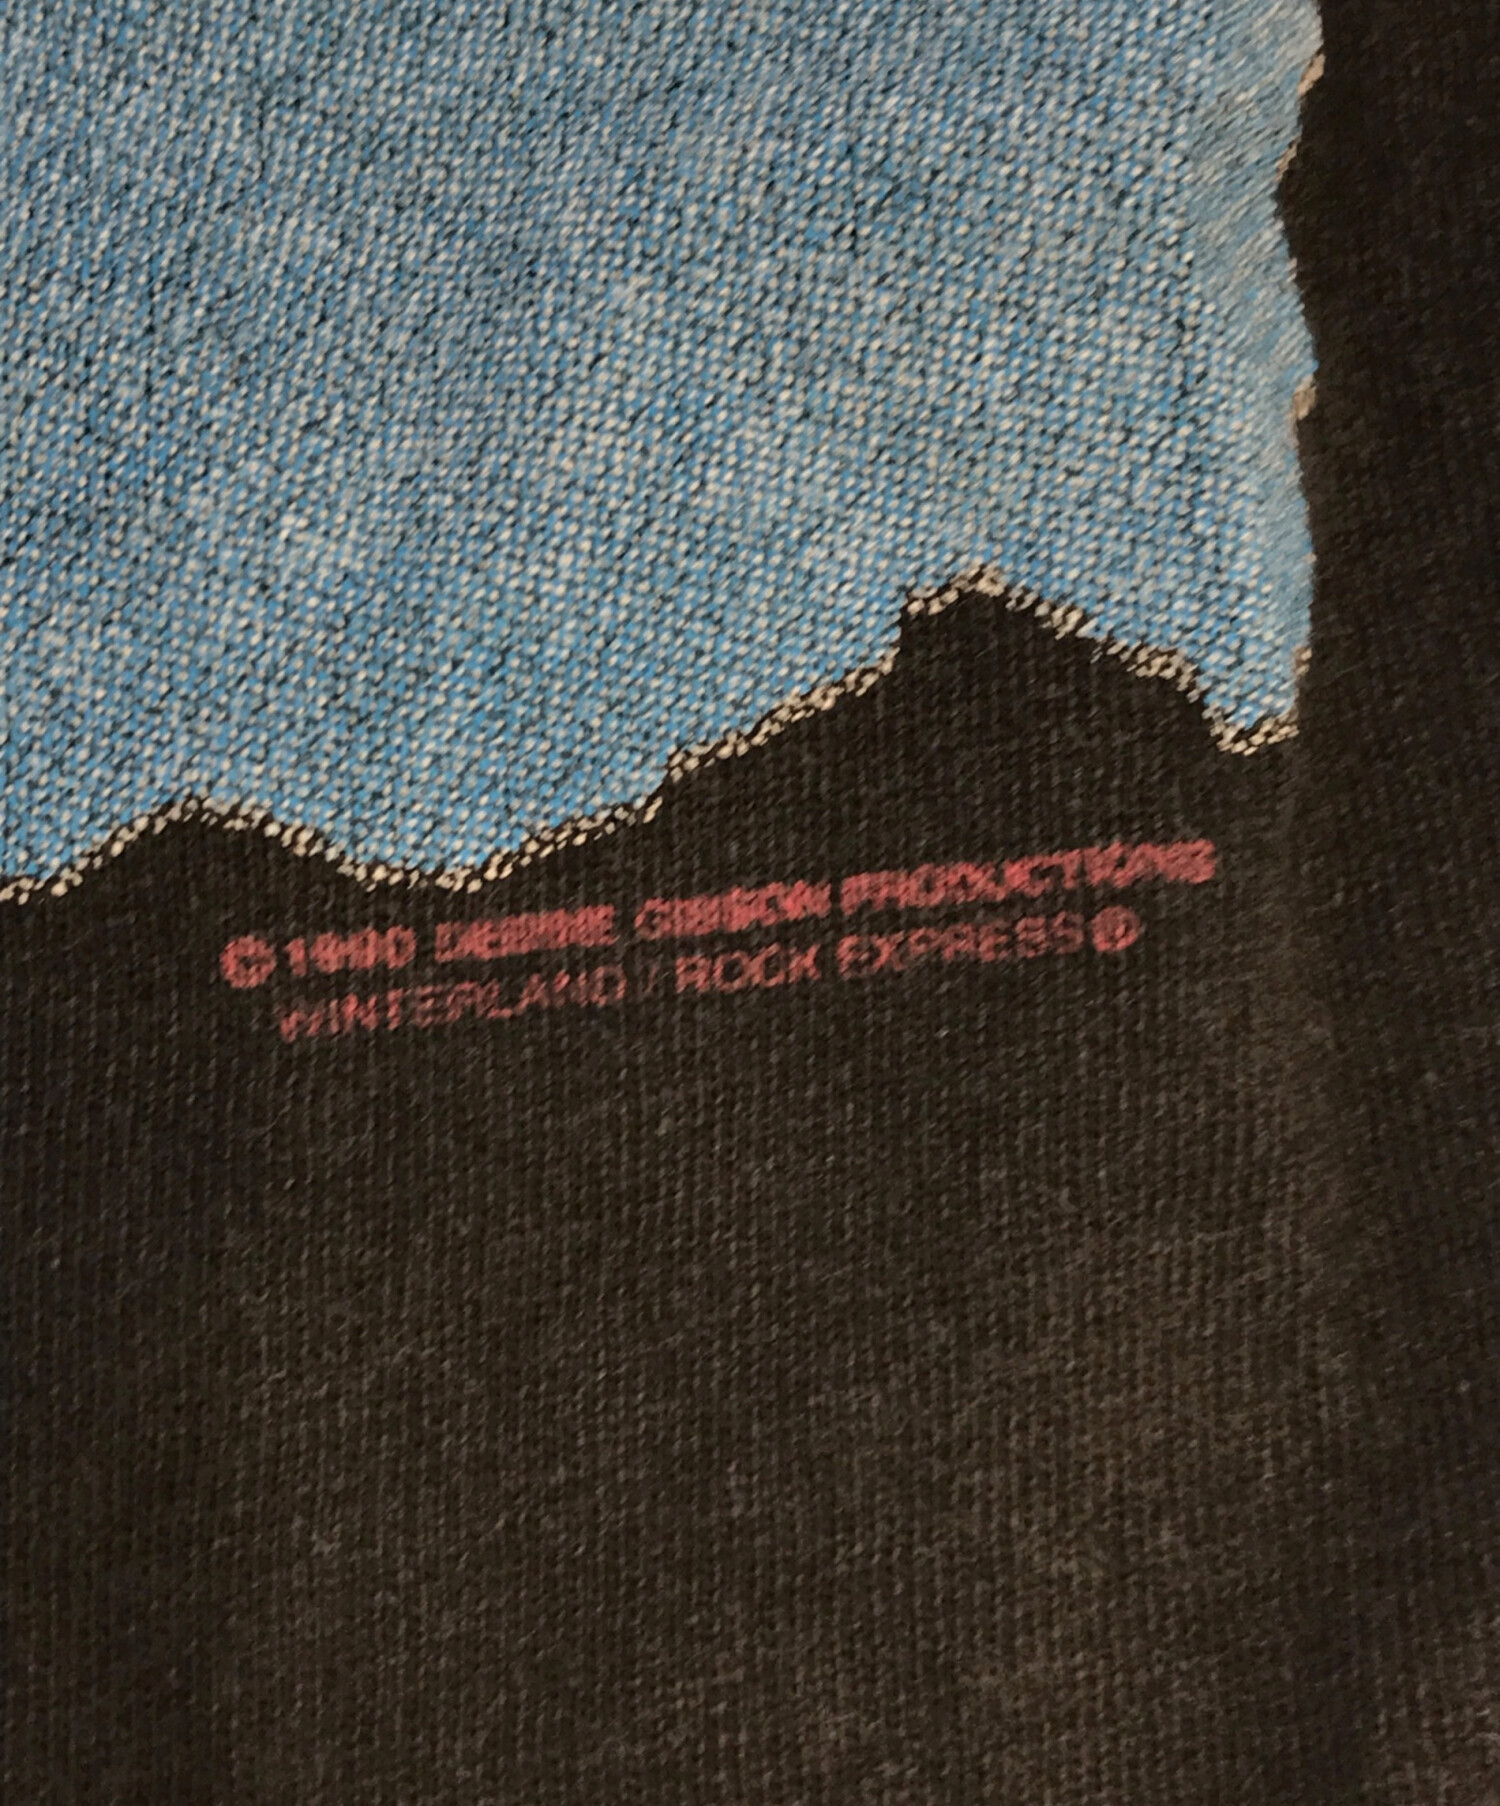 ©1990 DEBBIE GIBSON PRODUCTIONS
WINTERLAND / ROCK EXPRESS®